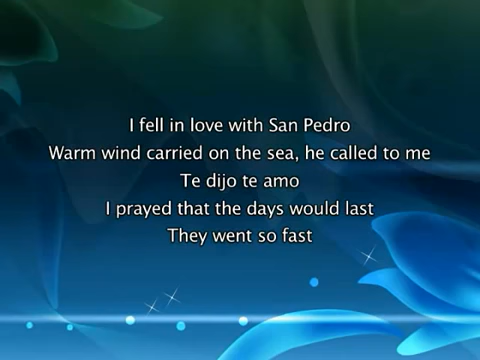 I fell in love with San Pedro
Warm wind carried on the sea, he called to me
Te dijo te amo
I prayed that the days would last
They went so fast